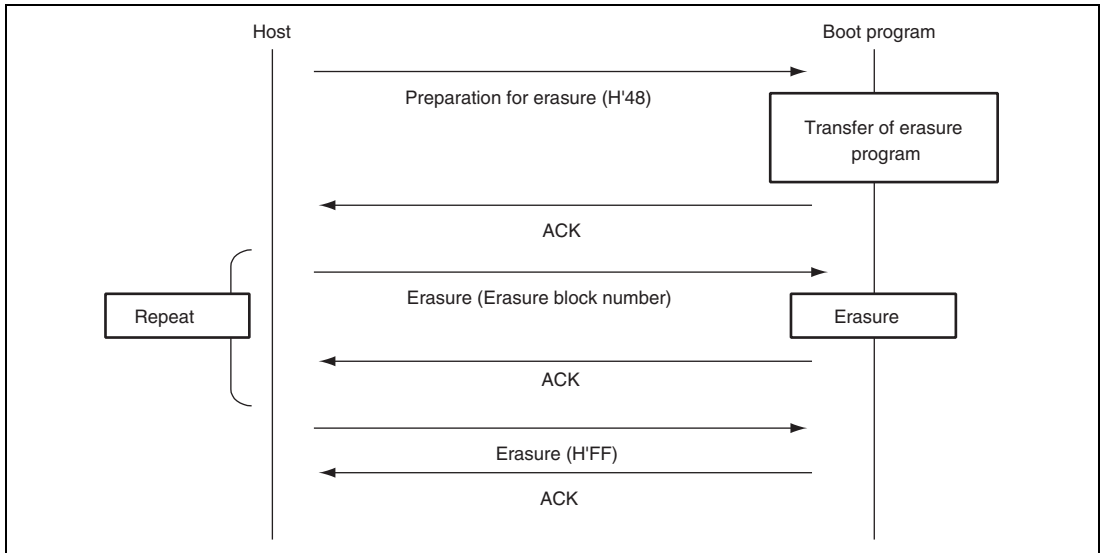 Host
Boot program
Preparation for erasure (H'48)
Transfer of erasure
program
ACK
Erasure (Erasure block number)
Repeat
Erasure
ACK
Erasure (H'FF)
ACK